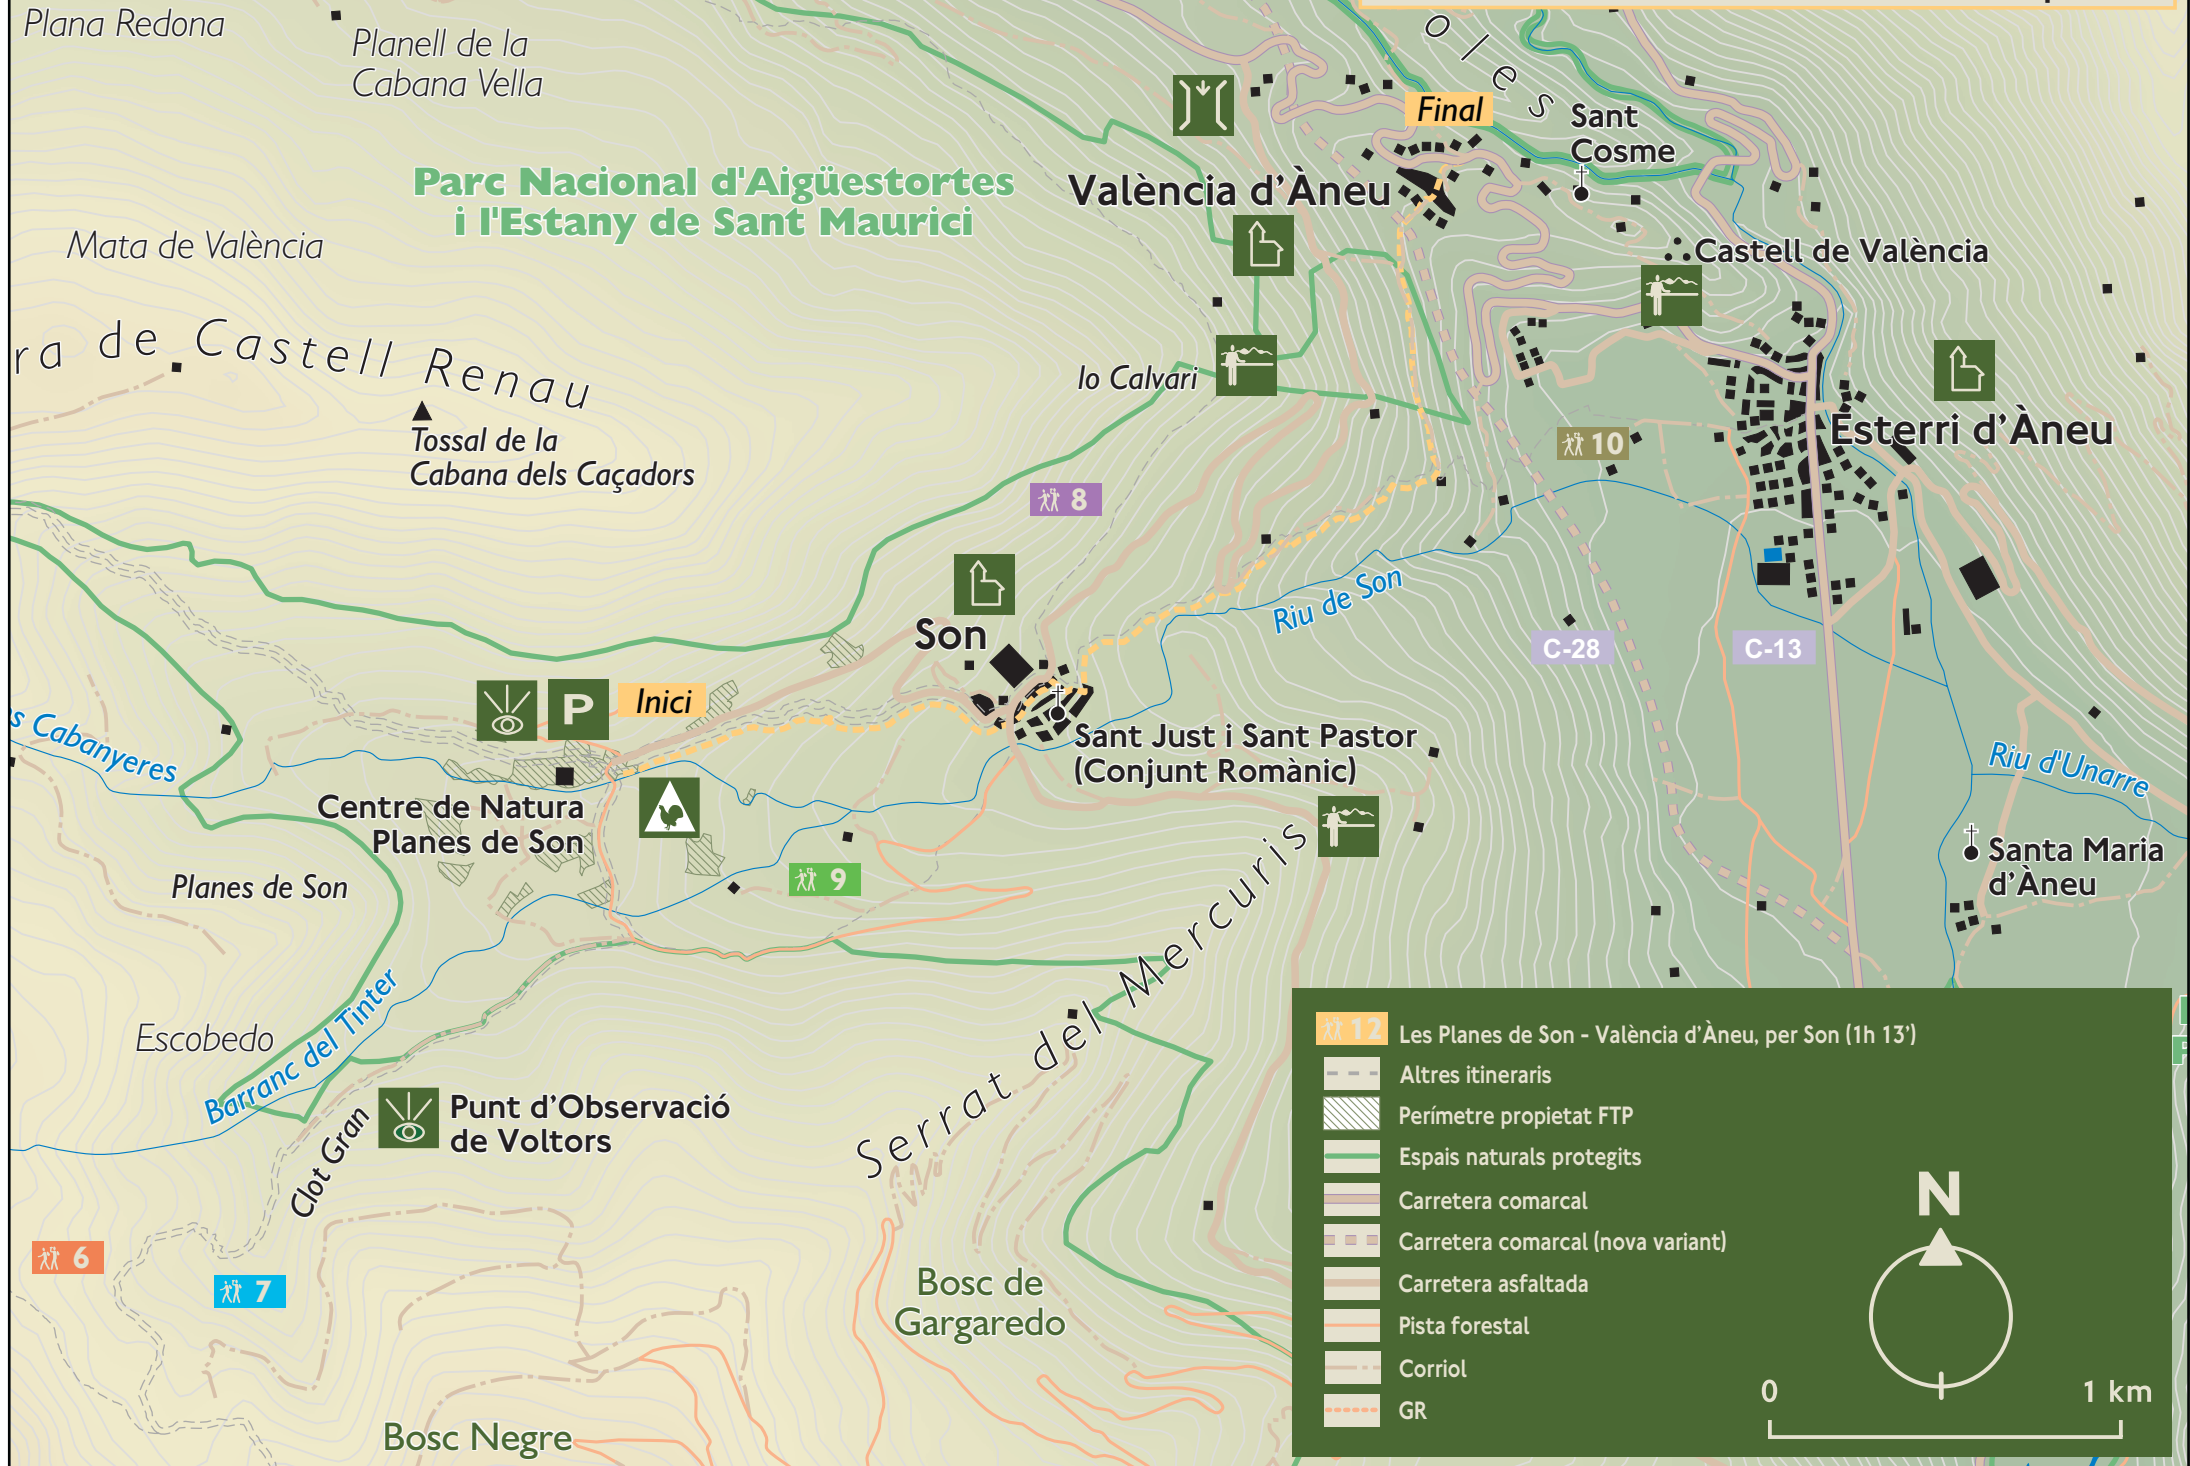 Plana Redona
Planell de la
Cabana Vella
oles
Final
Sant
Cosme
Parc Nacional d'Aigüestortes
i l'Estany de Sant Maurici
València d'Àneu
Mata de València
Castell de València
ra de Castell Renau
lo Calvari
Tossal de la
Cabana dels Caçadors
Esterri d'Àneu
10
8
Son
Riu de Son
C-28
C-13
P
Inici
s Cabanyeres
Sant Just i Sant Pastor
(Conjunt Romànic)
Riu d'Unarre
Centre de Natura
Planes de Son
Santa Maria
d'Àneu
Planes de Son
9
Serrat del Mercuris
Escobedo
Barranc del Tinter
Punt d'Observació
de Voltors
Clot Gran
6
7
Bosc de
Gargaredo
Bosc Negre
12 Les Planes de Son - València d'Àneu, per Son (1h 13')
Altres itineraris
Perímetre propietat FTP
Espais naturals protegits
Carretera comarcal
Carretera comarcal (nova variant)
Carretera asfaltada
Pista forestal
Corriol
GR
N
0 1 km